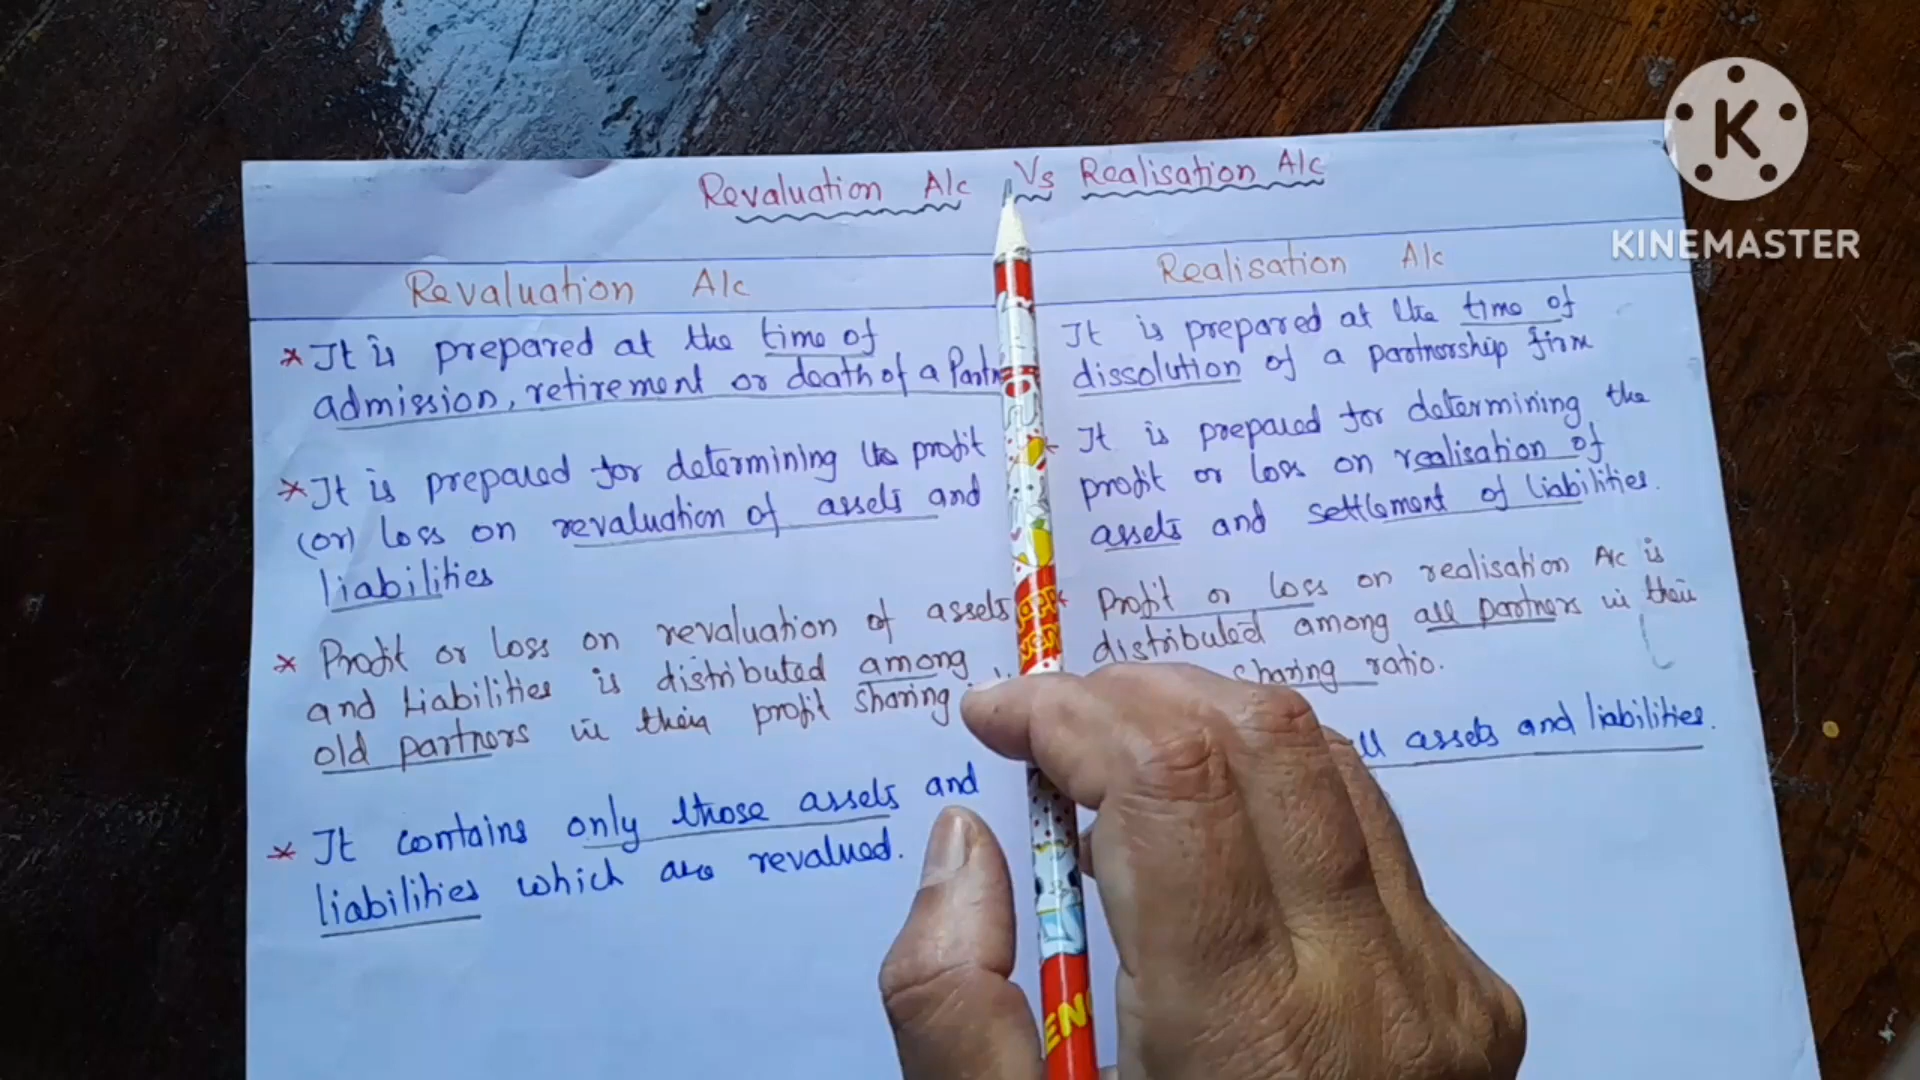 Revaluation A/c Vs Realisation A/c
K
KINEMASTER
Revaluation A/c
* It is prepared at the time of
admission, retirement or death of a
* It is prepared for determining the profit
(or) loss on revaluation of assets and
liabilities
* Profit or loss on revaluation of assets
and liabilities is distributed among
old partners in their profit sharing
* It contains only those assets and
liabilities which are revalued.
Realisation A/c
It is prepared at the time of
dissolution of a partnership firm
It is prepared for determining the
profit or loss on realisation of
assets and settlement of liabilities.
Profit or loss on realisation A/c is
distributed among all partners in their
sharing ratio.
assets and liabilities.